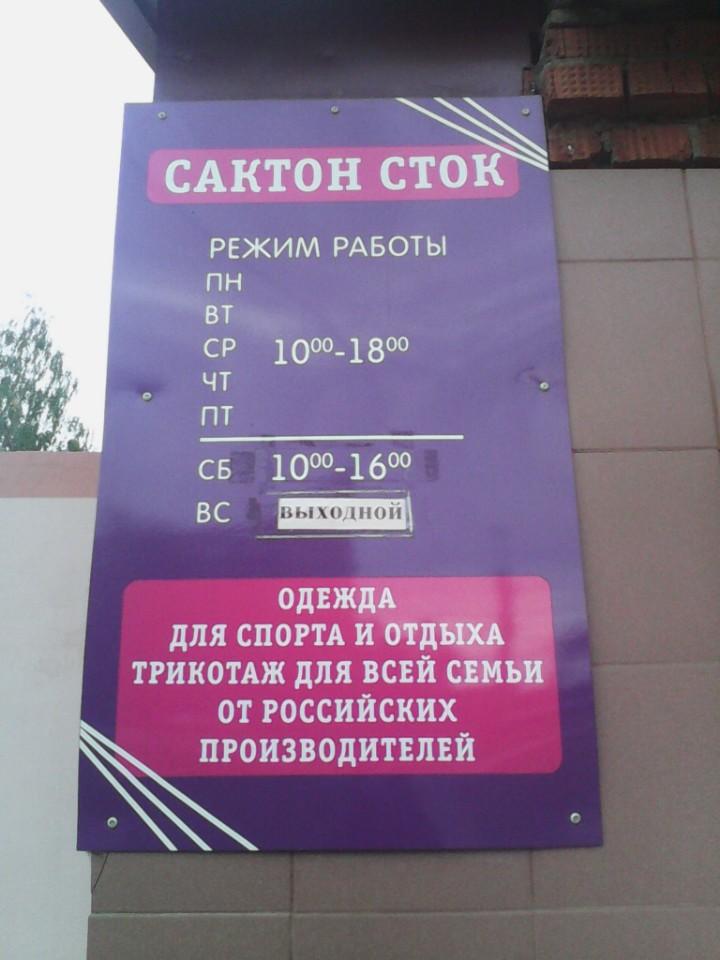 САКТОН СТОК
РЕЖИМ РАБОТЫ
ПН
ВТ
СР 10⁰⁰-18⁰⁰
ЧТ
ПТ
СБ 10⁰⁰-16⁰⁰
ВС ВЫХОДНОЙ
ОДЕЖДА
ДЛЯ СПОРТА И ОТДЫХА
ТРИКОТАЖ ДЛЯ ВСЕЙ СЕМЬИ
ОТ РОССИЙСКИХ
ПРОИЗВОДИТЕЛЕЙ